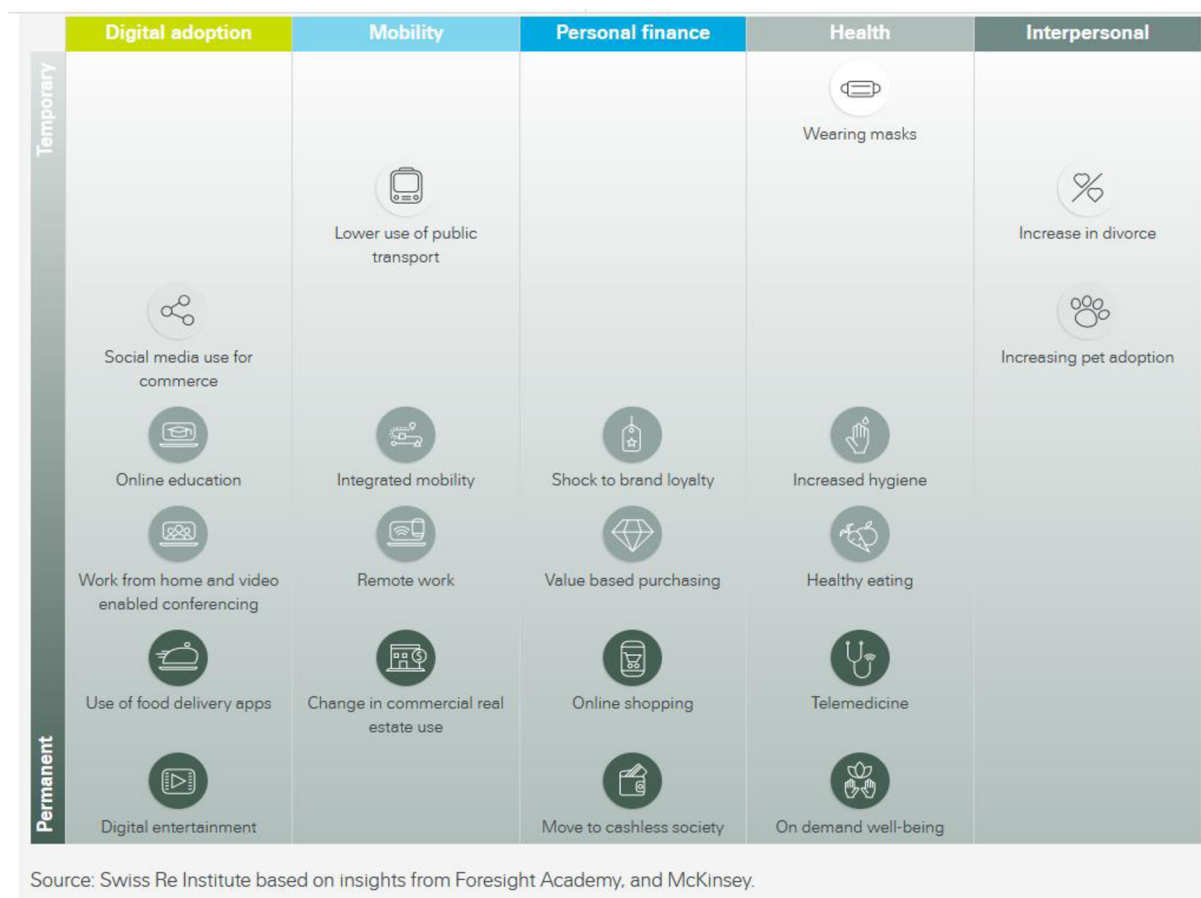 Digital adoption
Mobility
Personal finance
Health
Interpersonal
Temporary
Wearing masks
Lower use of public
transport
Increase in divorce
Social media use for
commerce
Increasing pet adoption
Online education
Integrated mobility
Shock to brand loyalty
Increased hygiene
Work from home and video
enabled conferencing
Remote work
Value based purchasing
Healthy eating
Use of food delivery apps
Change in commercial real
estate use
Online shopping
Telemedicine
Permanent
Digital entertainment
Move to cashless society
On demand well-being
Source: Swiss Re Institute based on insights from Foresight Academy, and McKinsey.